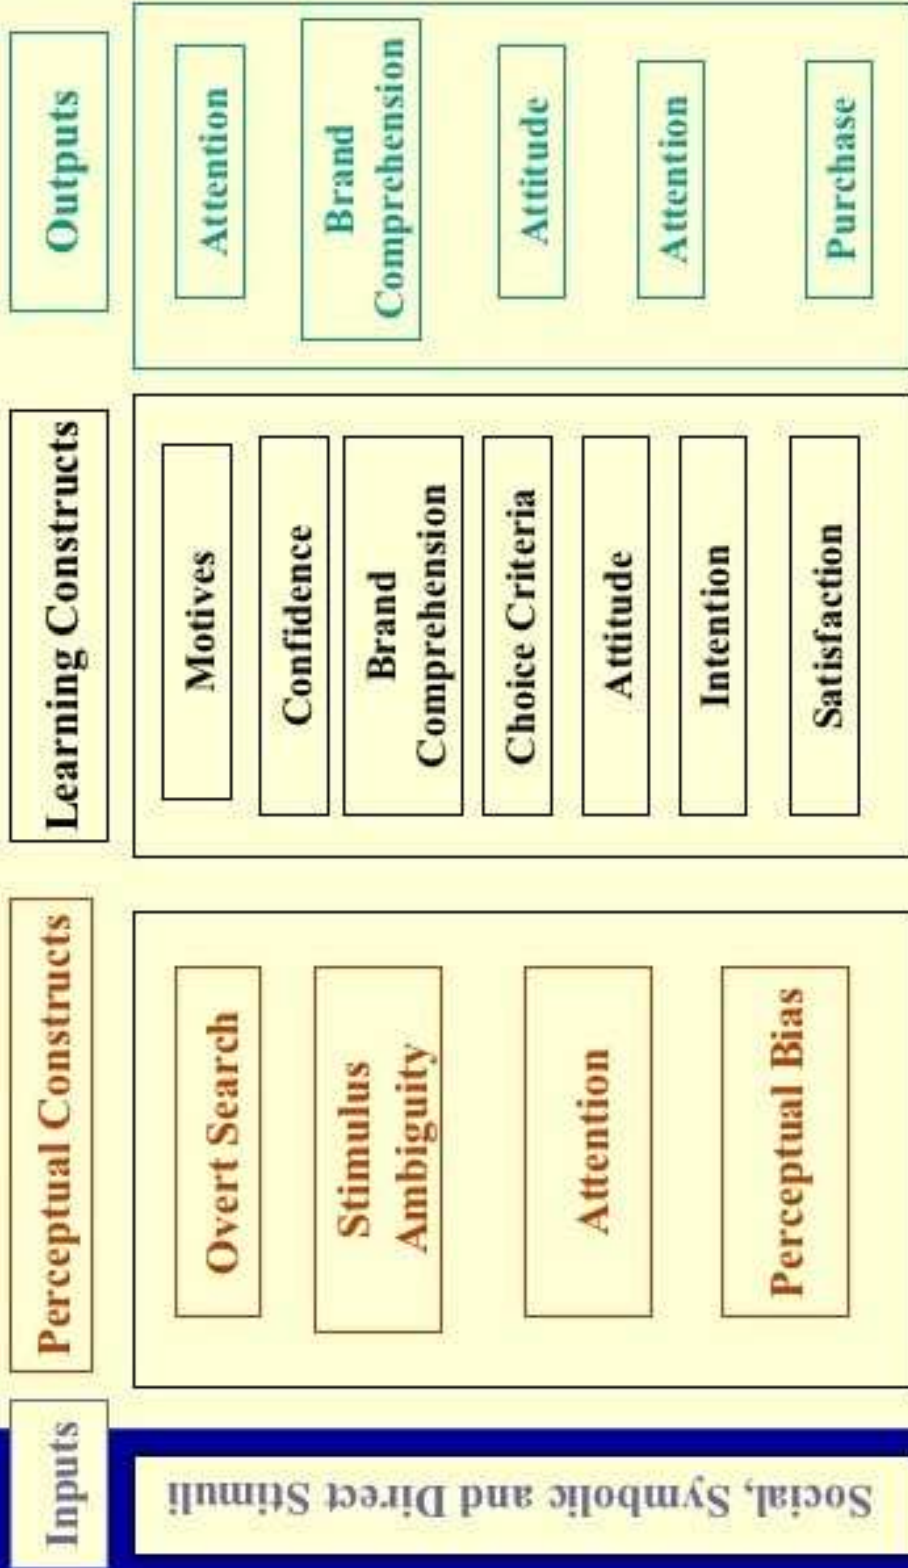 Inputs
Perceptual Constructs
Learning Constructs
Outputs
Social, Symbolic and Direct Stimuli
Overt Search
Stimulus
Ambiguity
Attention
Perceptual Bias
Motives
Confidence
Brand
Comprehension
Choice Criteria
Attitude
Intention
Satisfaction
Attention
Brand
Comprehension
Attitude
Attention
Purchase